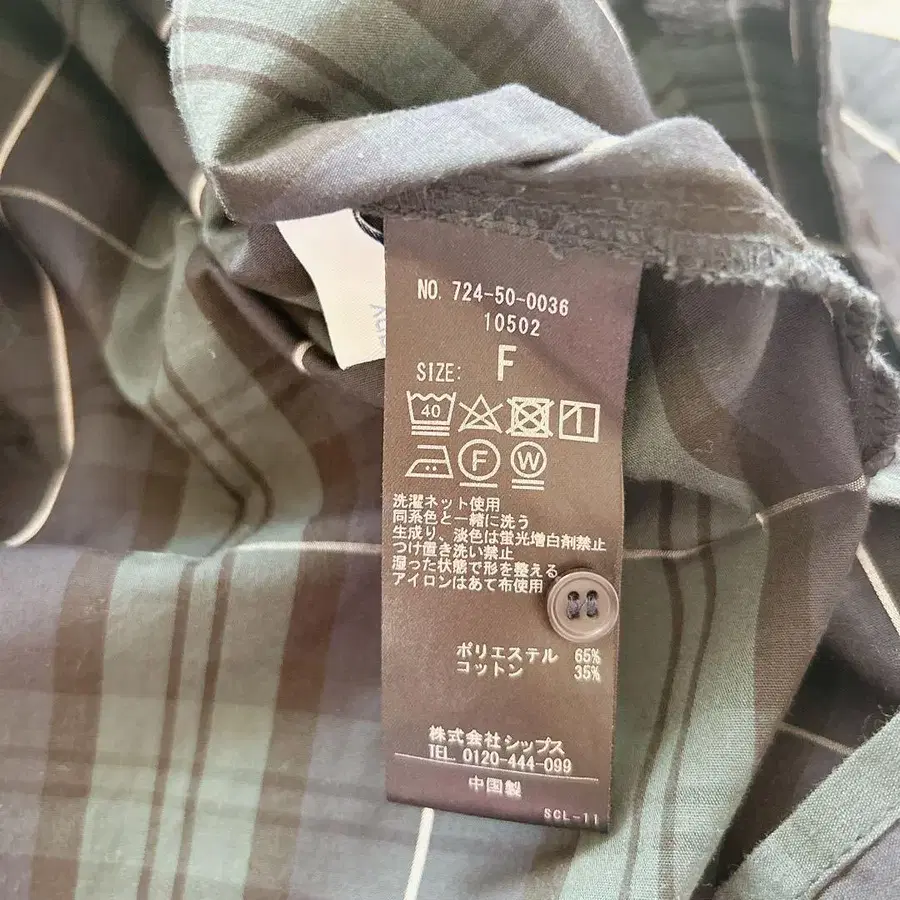 NO. 724-50-0036
10502
SIZE: F
40
F W
洗濯ネット使用
同系色と一緒に洗う
生成り、淡色は蛍光増白剤禁止
つけ置き洗い禁止
湿った状態で形を整える
アイロンはあて布使用
ポリエステル 65%
コットン 35%
株式会社シップス
TEL. 0120-444-099
中国製
SCL-11